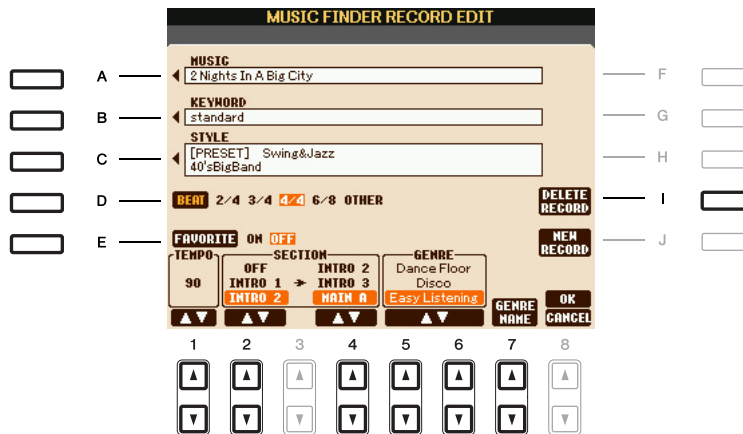 MUSIC FINDER RECORD EDIT
MUSIC
A
2 Nights In A Big City
F
KEYWORD
B
standard
G
STYLE
C
[PRESET] Swing&Jazz
40'sBigBand
H
D
BEAT 2/4 3/4 4/4 6/8 OTHER
DELETE
RECORD
I
E
FAVORITE ON OFF
NEW
RECORD
J
TEMPO
SECTION
GENRE
OFF
INTRO 2
Dance Floor
90
INTRO 1
INTRO 3
Disco
INTRO 2
MAIN A
Easy Listening
GENRE
NAME
OK
CANCEL
1 2 3 4 5 6 7 8